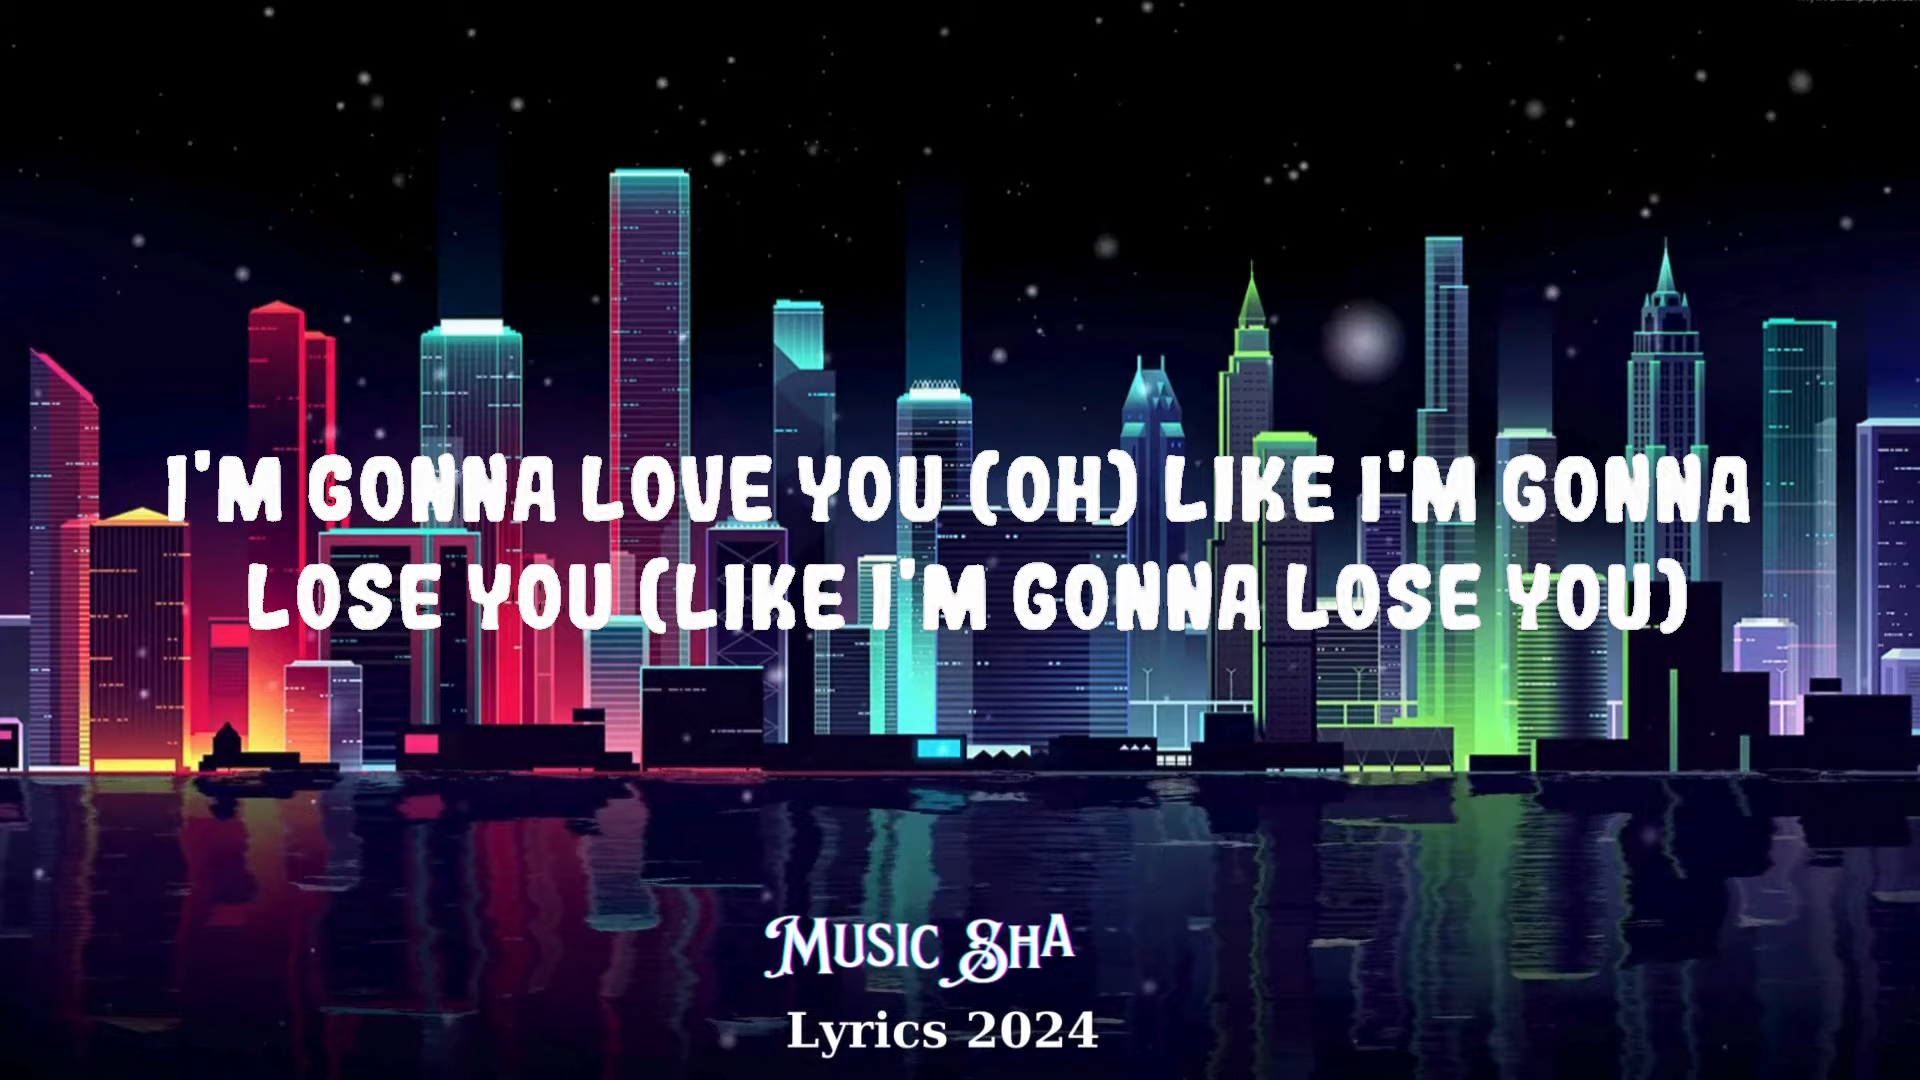 I'M GONNA LOVE YOU (OH) LIKE I'M GONNA
LOSE YOU (LIKE I'M GONNA LOSE YOU)
MUSIC SHA
Lyrics 2024